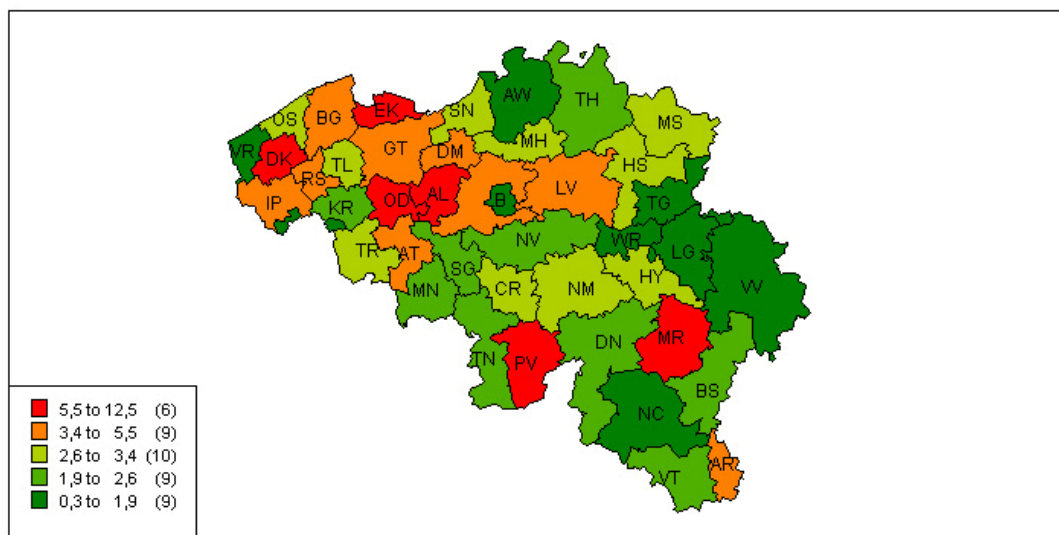 AW
TH
EK
SN
OS
BG
MS
GT
MH
VR
DM
DK
TL
HS
RS
LV
AL
B
TG
IP
OD
KR
NV
WR
TR
AT
LG
SG
HY
VV
MN
CR
NM
MR
DN
TN
PV
BS
NC
AR
VT
5,5 to 12,5 (6)
3,4 to 5,5 (9)
2,6 to 3,4 (10)
1,9 to 2,6 (9)
0,3 to 1,9 (9)